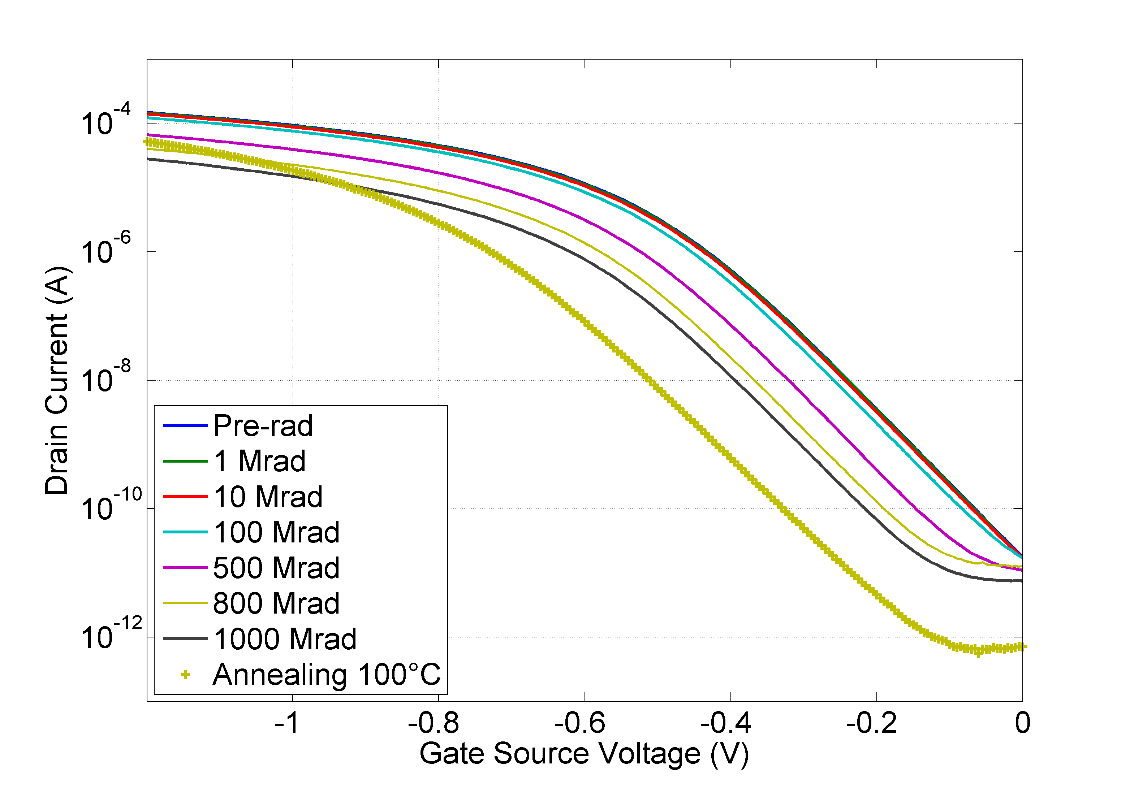 10-4
10-6
10-8
10-10
10-12
Drain Current (A)
Pre-rad
1 Mrad
10 Mrad
100 Mrad
500 Mrad
800 Mrad
1000 Mrad
Annealing 100°C
-1 -0.8 -0.6 -0.4 -0.2 0
Gate Source Voltage (V)